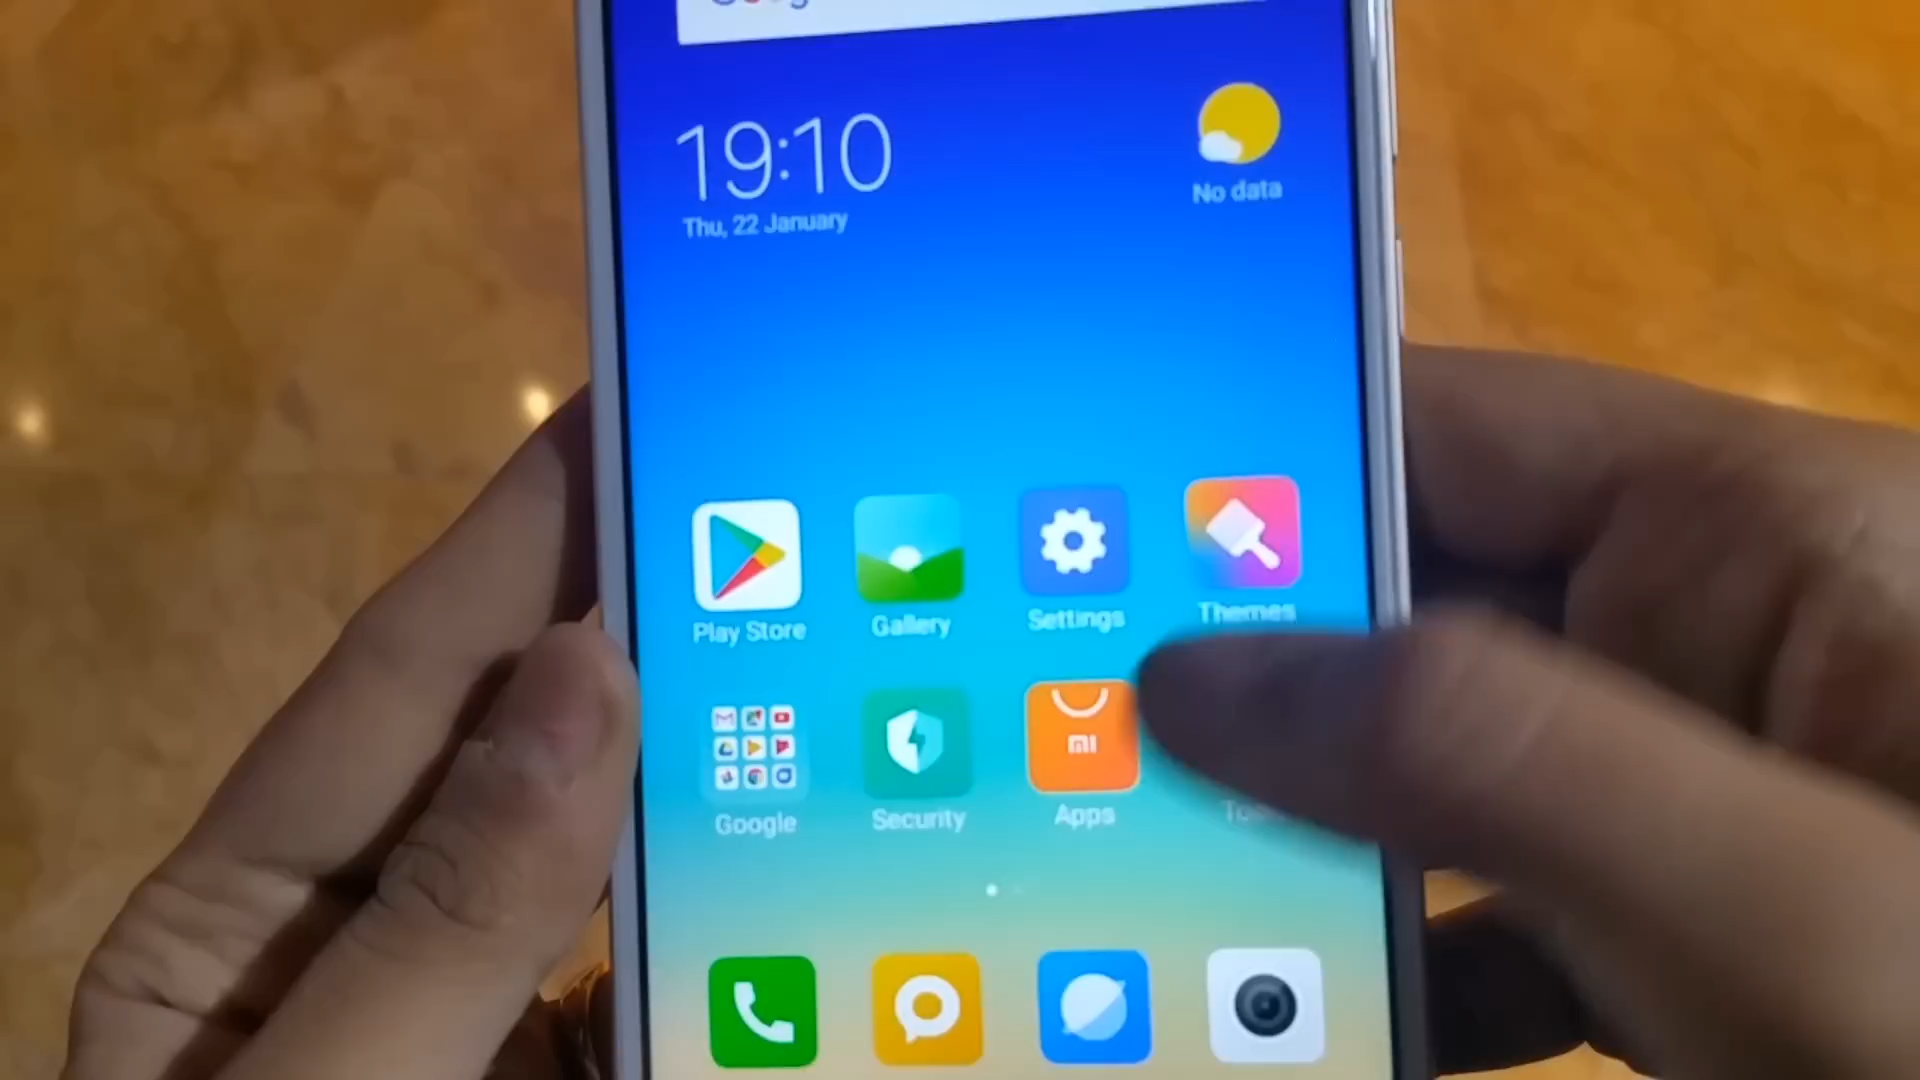 19:10
Thu, 22 January
No data
Play Store
Gallery
Settings
Themes
mi
Google
Security
Apps